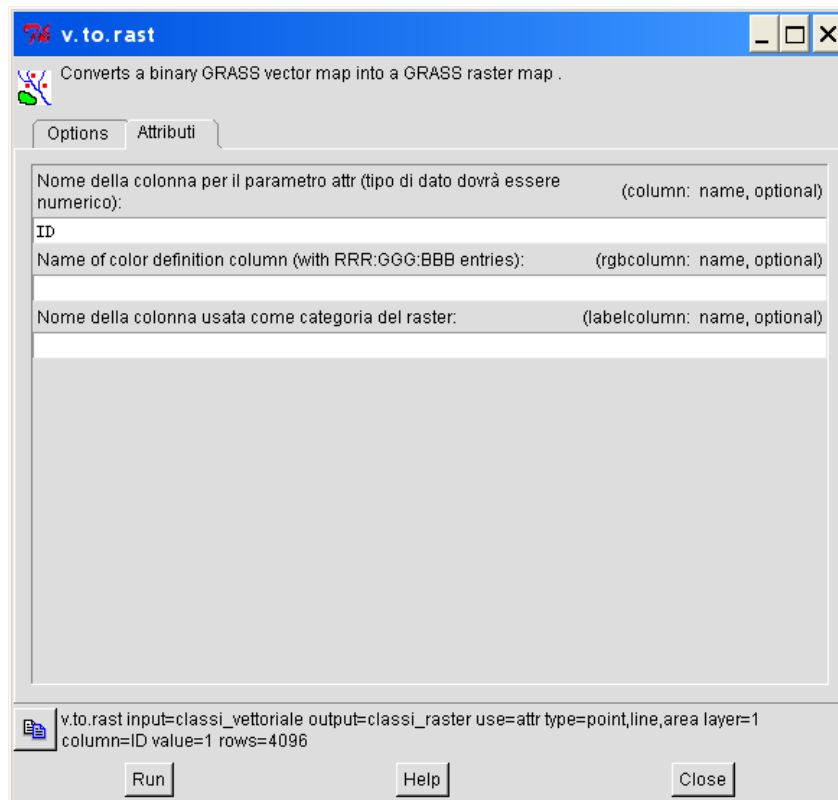 v.to.rast
Converts a binary GRASS vector map into a GRASS raster map .
Options Attributi
Nome della colonna per il parametro attr (tipo di dato dovrà essere
numerico):
(column: name, optional)
ID
Name of color definition column (with RRR:GGG:BBB entries): (rgbcolumn: name, optional)
Nome della colonna usata come categoria del raster: (labelcolumn: name, optional)
v.to.rast input=classi_vettoriale output=classi_raster use=attr type=point,line,area layer=1
column=ID value=1 rows=4096
Run Help Close